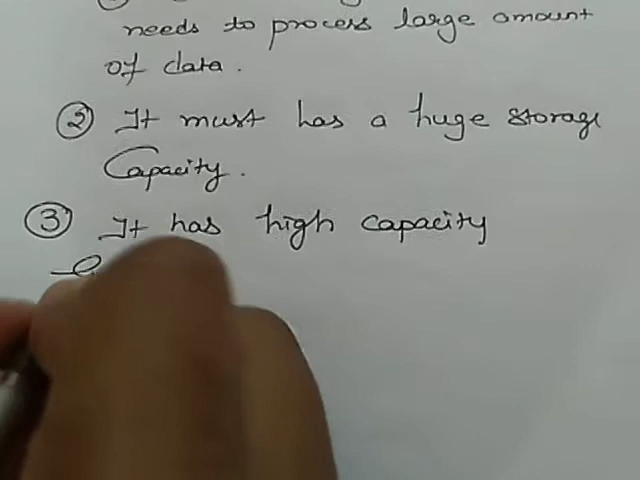 needs to process large amount
of data.
② It must has a huge storage
Capacity.
③ It has high capacity